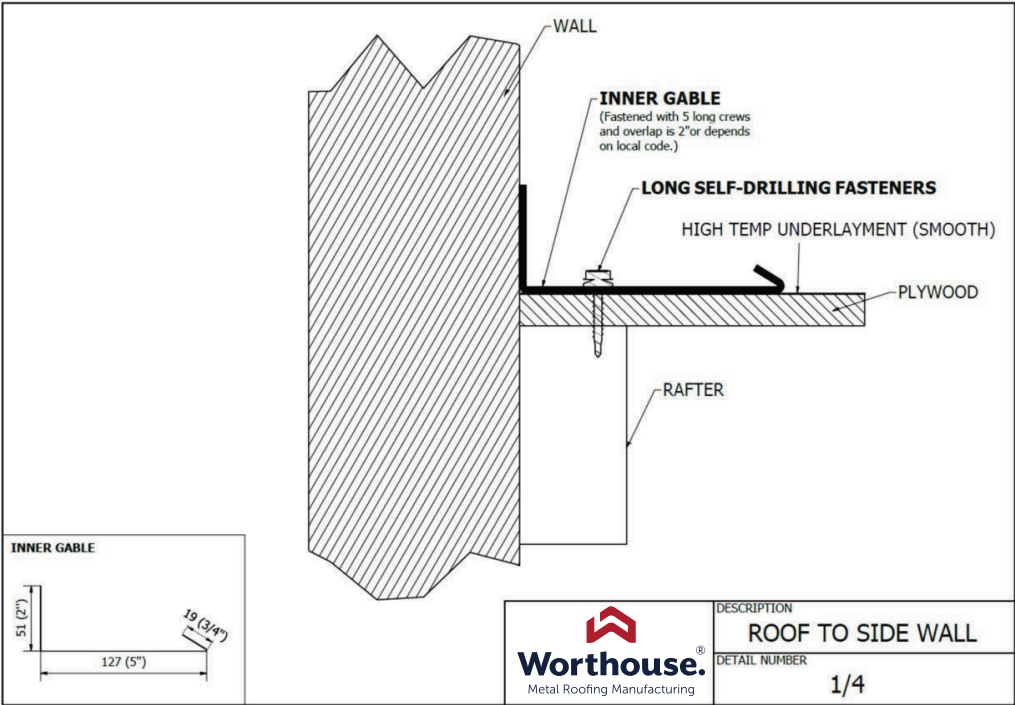 WALL
INNER GABLE
(Fastened with 5 long crews
and overlap is 2"or depends
on local code.)
LONG SELF-DRILLING FASTENERS
HIGH TEMP UNDERLAYMENT (SMOOTH)
PLYWOOD
RAFTER
INNER GABLE
51 (2")
19 (3/4")
127 (5")
Worthouse.®
Metal Roofing Manufacturing
DESCRIPTION
ROOF TO SIDE WALL
DETAIL NUMBER
1/4